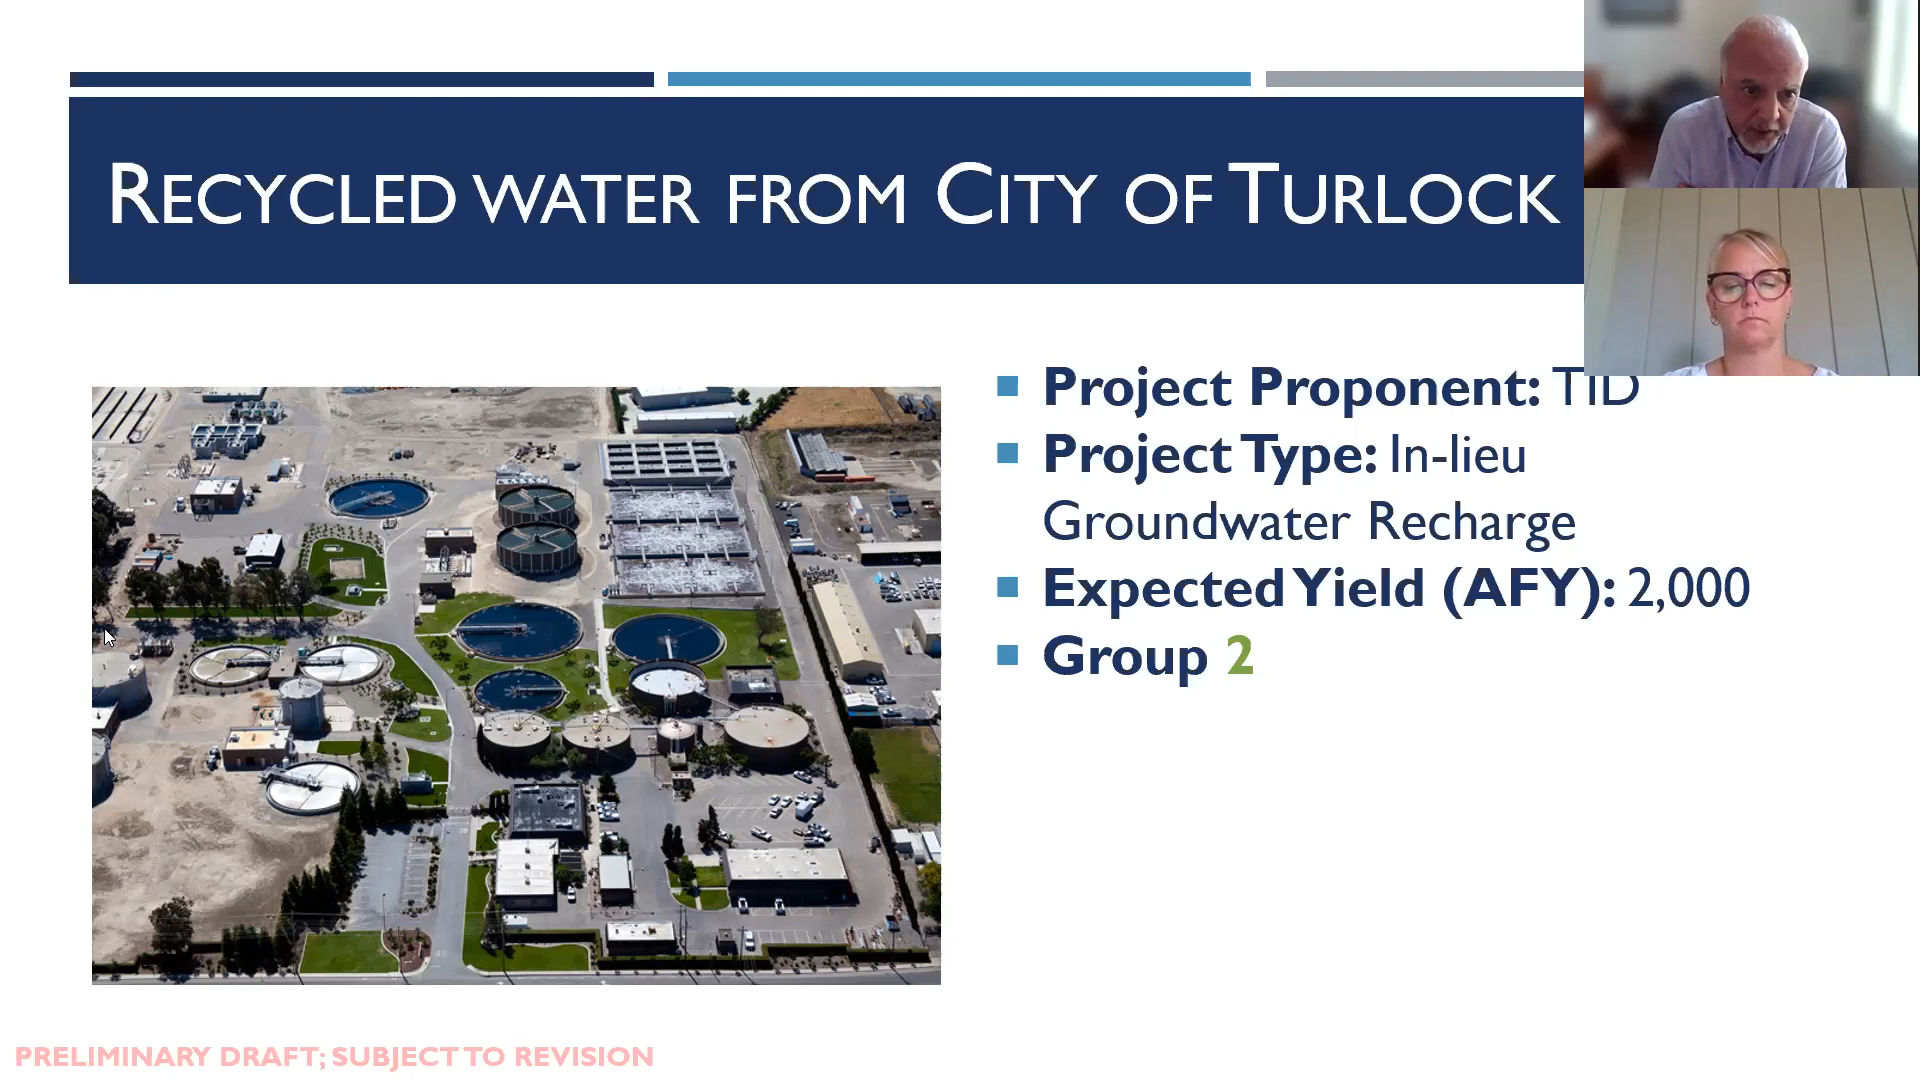 RECYCLED WATER FROM CITY OF TURLOCK
Project Proponent: TID
Project Type: In-lieu
Groundwater Recharge
Expected Yield (AFY): 2,000
Group 2
PRELIMINARY DRAFT; SUBJECT TO REVISION